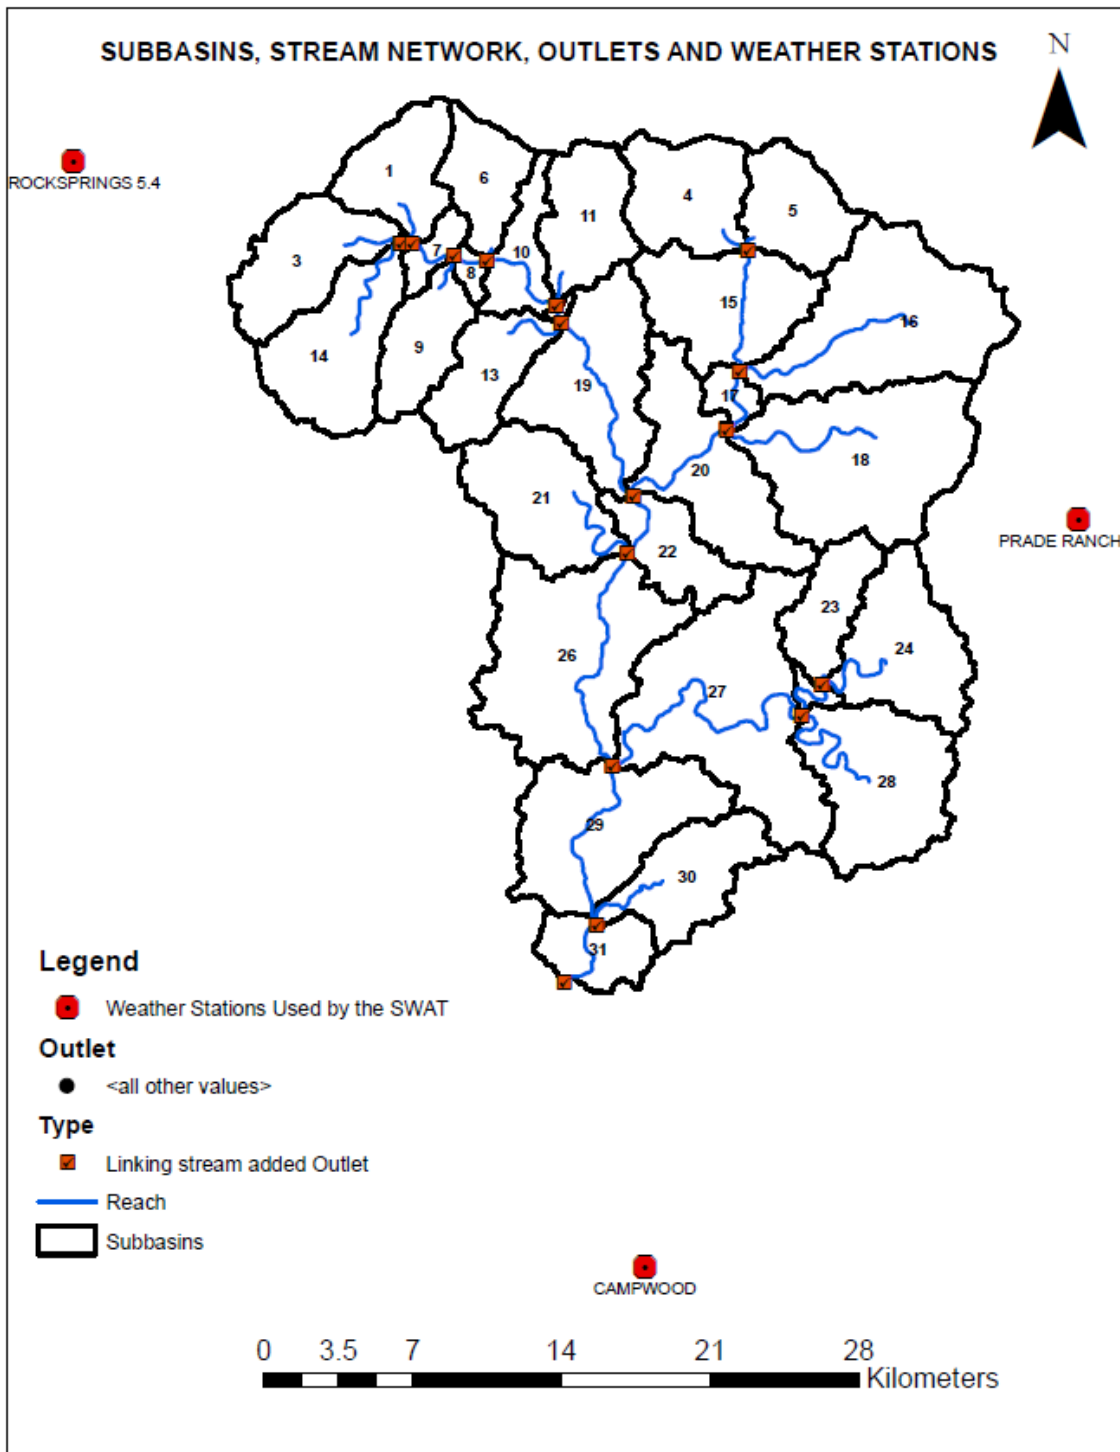 SUBBASINS, STREAM NETWORK, OUTLETS AND WEATHER STATIONS
N
ROCKSPRINGS 5.4
1
6
4
5
11
3
7
10
8
15
16
14
9
13
19
17
20
18
21
22
PRADE RANCH
23
24
26
27
28
29
30
31
Legend
Weather Stations Used by the SWAT
Outlet
<all other values>
Type
Linking stream added Outlet
Reach
Subbasins
CAMPWOOD
0 3.5 7 14 21 28
Kilometers